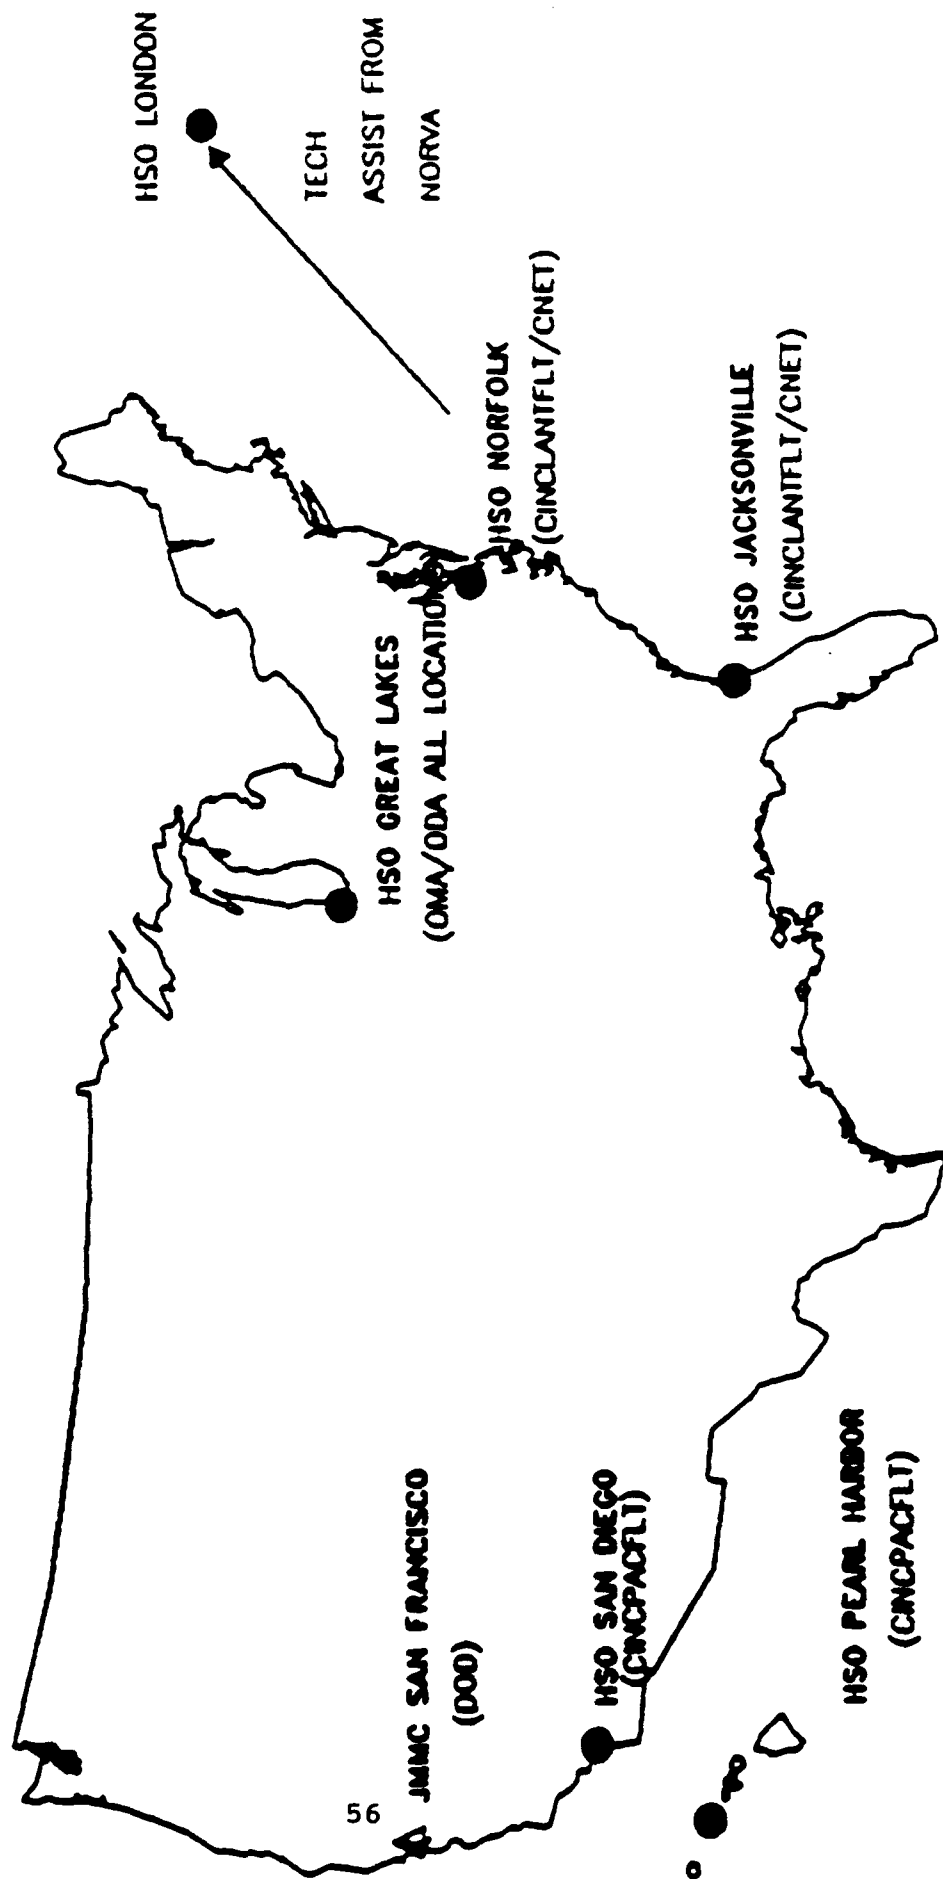 HSO LONDON
TECH
ASSIST FROM
NORVA
HSO NORFOLK
(CINCLANTFLT/CNET)
HSO JACKSONVILLE
(CINCLANTFLT/CNET)
HSO GREAT LAKES
(OMA/ODA ALL LOCATIONS)
JMMC SAN FRANCISCO
(DOD)
HSO SAN DIEGO
(CINCPACFLT)
HSO PEARL HARBOR
(CINCPACFLT)
56